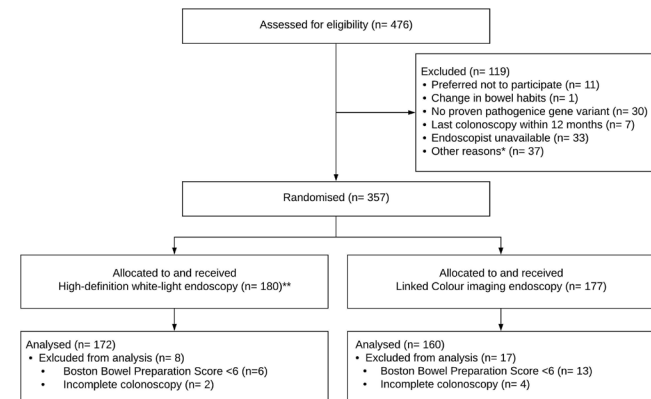 Assessed for eligibility (n= 476)
Excluded (n= 119)
• Preferred not to participate (n= 11)
• Change in bowel habits (n= 1)
• No proven pathogenice gene variant (n= 30)
• Last colonoscopy within 12 months (n= 7)
• Endoscopist unavailable (n= 33)
• Other reasons* (n= 37)
Randomised (n= 357)
Allocated to and received
High-definition white-light endoscopy (n= 180)**
Allocated to and received
Linked Colour imaging endoscopy (n= 177)
Analysed (n= 172)
• Exlcuded from analysis (n= 8)
• Boston Bowel Preparation Score <6 (n=6)
• Incomplete colonoscopy (n= 2)
Analysed (n= 160)
• Excluded from analysis (n= 17)
• Boston Bowel Preparation Score <6 (n= 13)
• Incomplete colonoscopy (n= 4)